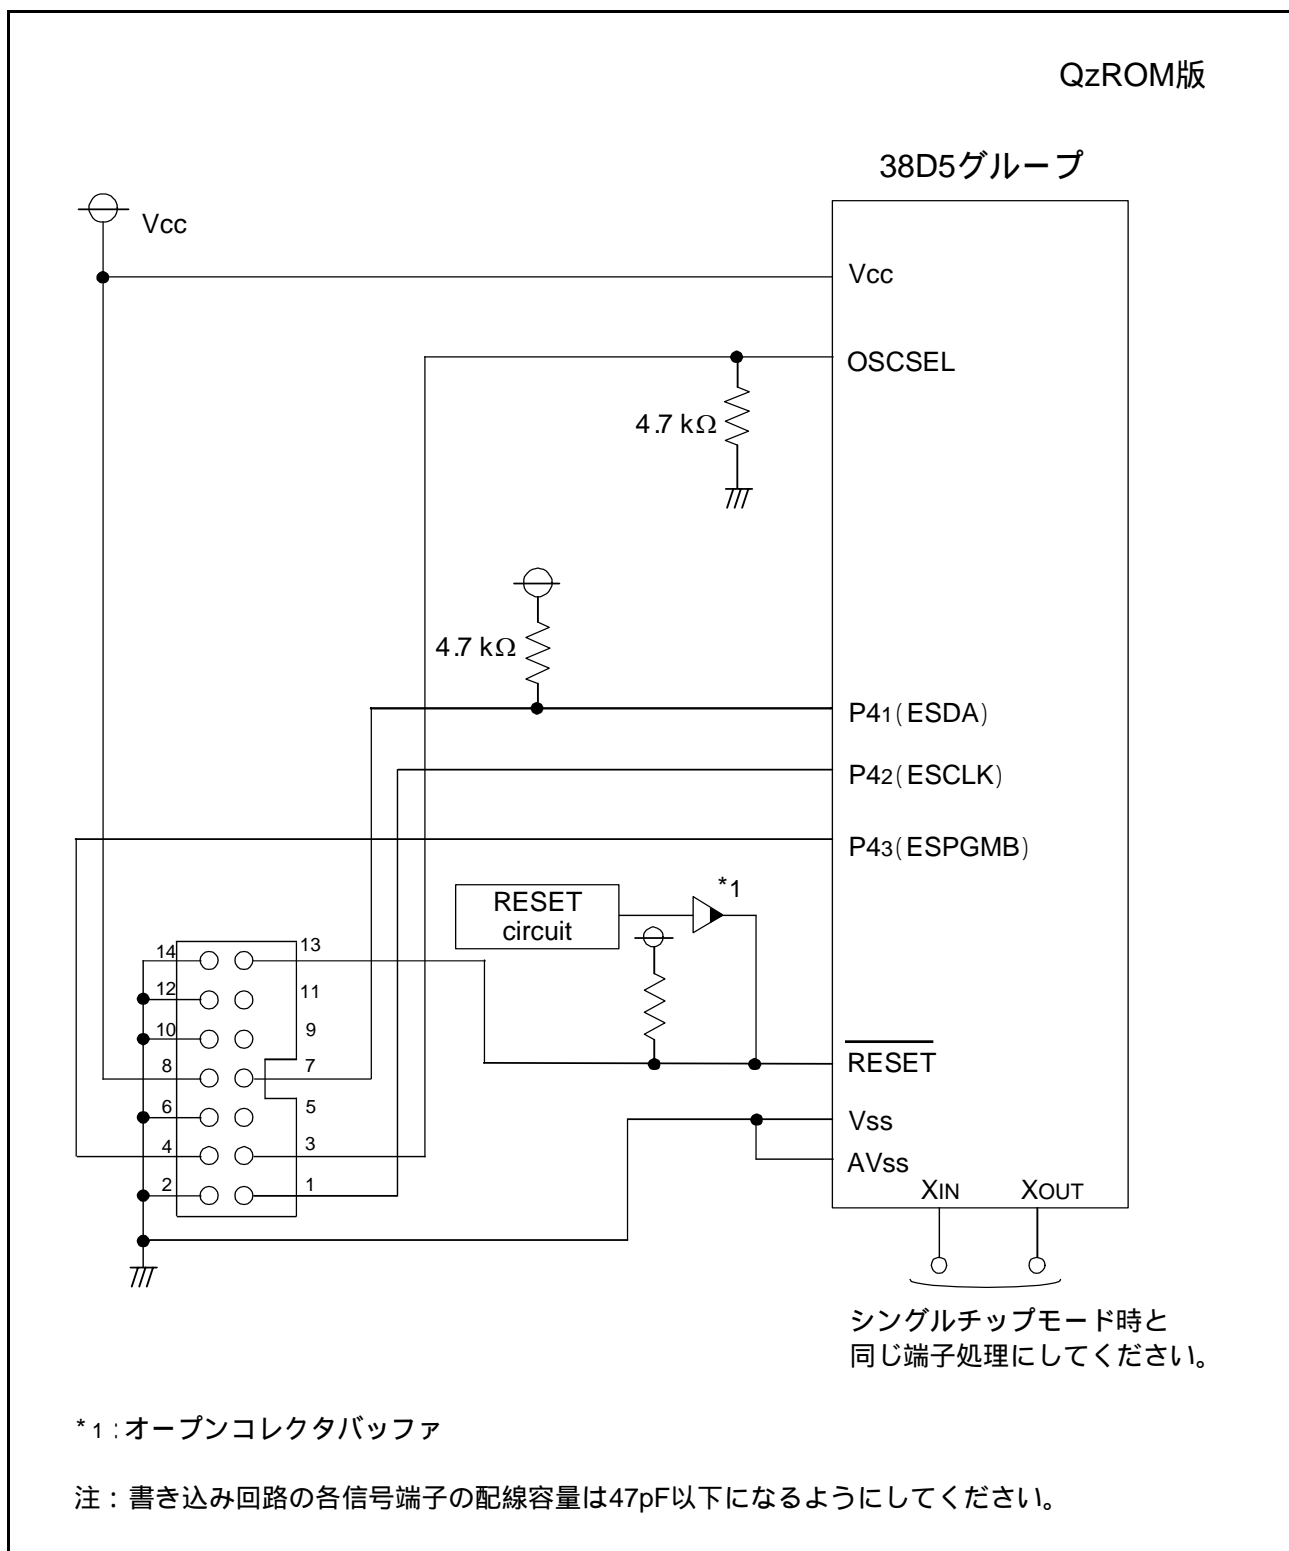 QzROM版
38D5グループ
Vcc
Vcc
OSCSEL
4.7 kΩ
4.7 kΩ
P41(ESDA)
P42(ESCLK)
P43(ESPGMB)
*1
RESET
circuit
14 13
12 11
10 9
8 7
6 5
4 3
2 1
RESET
Vss
AVss
XIN XOUT
シングルチップモード時と
同じ端子処理にしてください。
*1:オープンコレクタバッファ
注：書き込み回路の各信号端子の配線容量は47pF以下になるようにしてください。